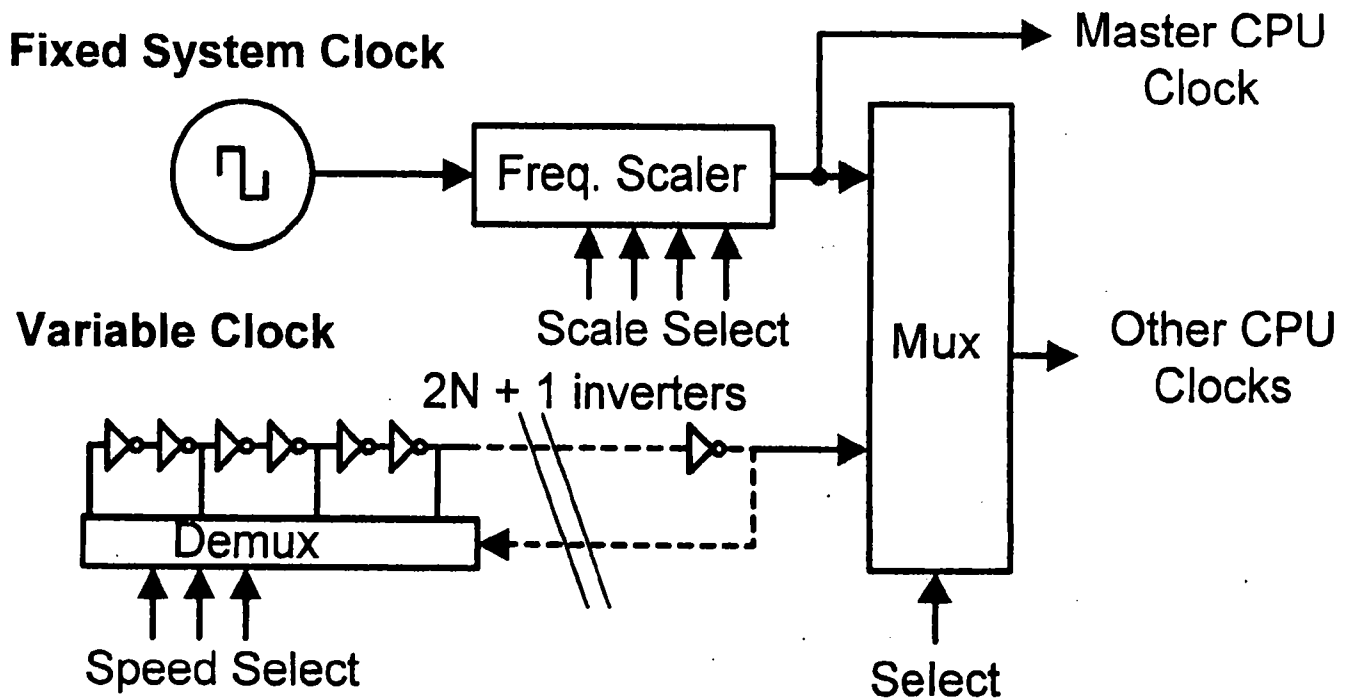 Fixed System Clock
Master CPU
Clock
Freq. Scaler
Scale Select
Variable Clock
Mux
Other CPU
Clocks
2N + 1 inverters
Demux
Speed Select
Select